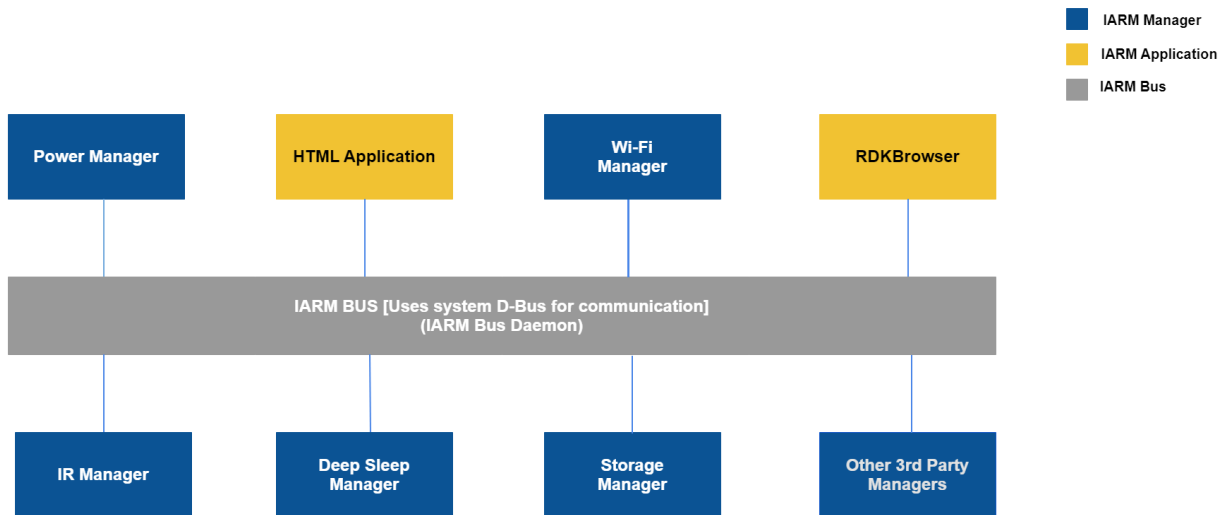 IARM Manager
IARM Application
IARM Bus
Power Manager
HTML Application
Wi-Fi
Manager
RDKBrowser
IARM BUS [Uses system D-Bus for communication]
(IARM Bus Daemon)
IR Manager
Deep Sleep
Manager
Storage
Manager
Other 3rd Party
Managers